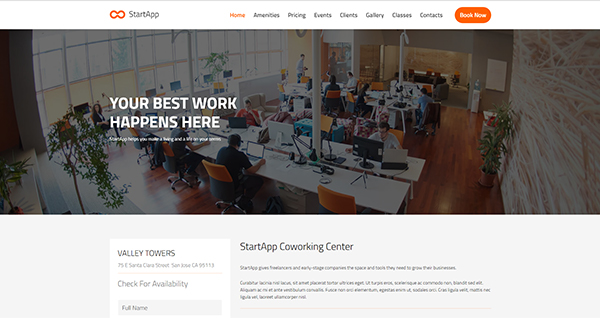 StartApp
Home Amenities Pricing Events Clients Gallery Classes Contacts Book Now
YOUR BEST WORK
HAPPENS HERE
StartApp helps you make a living and a life on your terms
VALLEY TOWERS
75 E Santa Clara Street San Jose CA 95113
Check For Availability
Full Name
StartApp Coworking Center
StartApp gives freelancers and early-stage companies the space and tools they need to grow their businesses.
Curabitur lacinia nisl lacus, sit amet placerat tortor ultrices eget. Ut turpis eros, scelerisque ac commodo non, blandit sed elit.
Aliquam ac mi et ante vestibulum convallis. Fusce non orci elementum, egestas enim ut, sodales orci. Cras ligula velit, mattis nec
ligula vel, laoreet ullamcorper nisl.